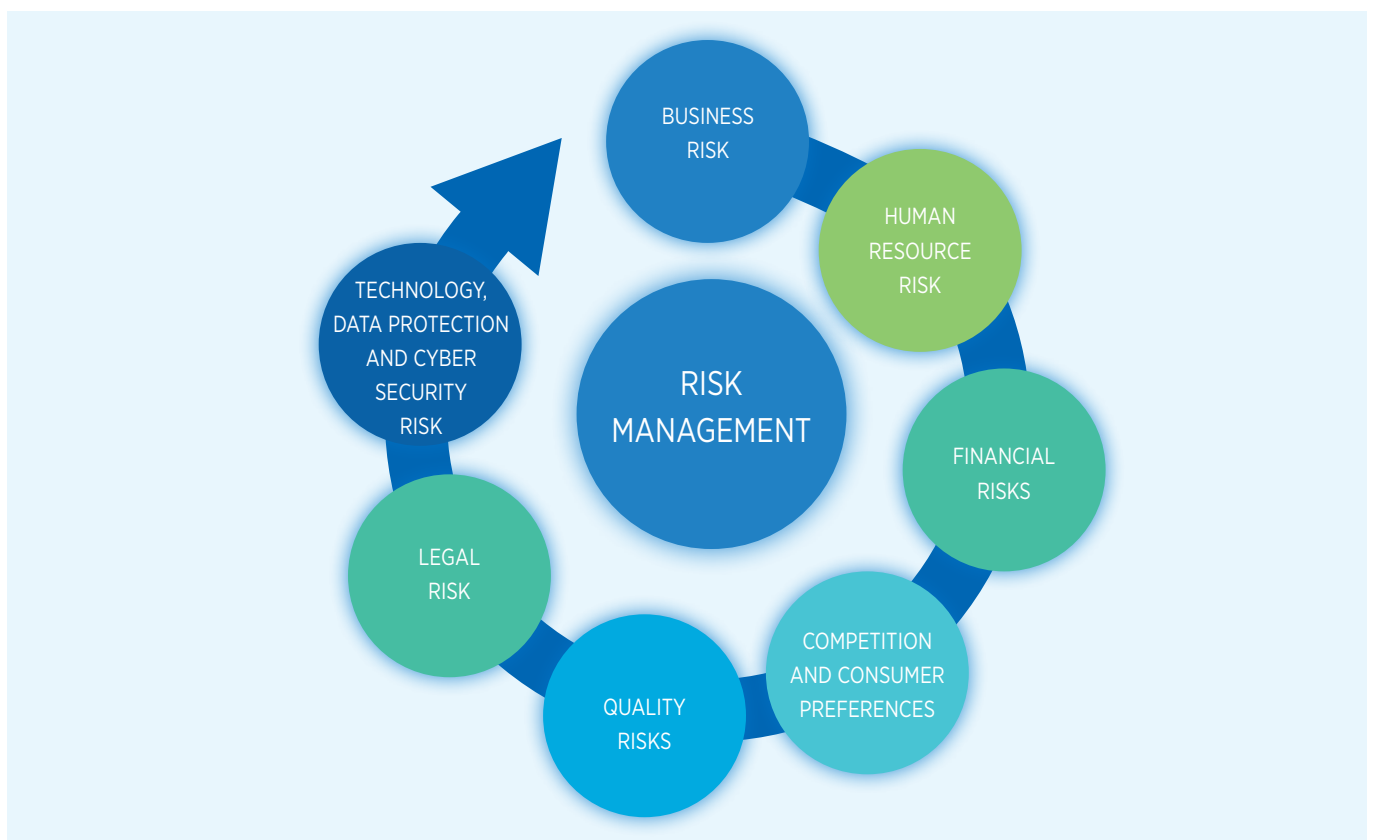 BUSINESS
RISK
HUMAN
RESOURCE
RISK
FINANCIAL
RISKS
COMPETITION
AND CONSUMER
PREFERENCES
QUALITY
RISKS
LEGAL
RISK
TECHNOLOGY,
DATA PROTECTION
AND CYBER
SECURITY
RISK
RISK
MANAGEMENT